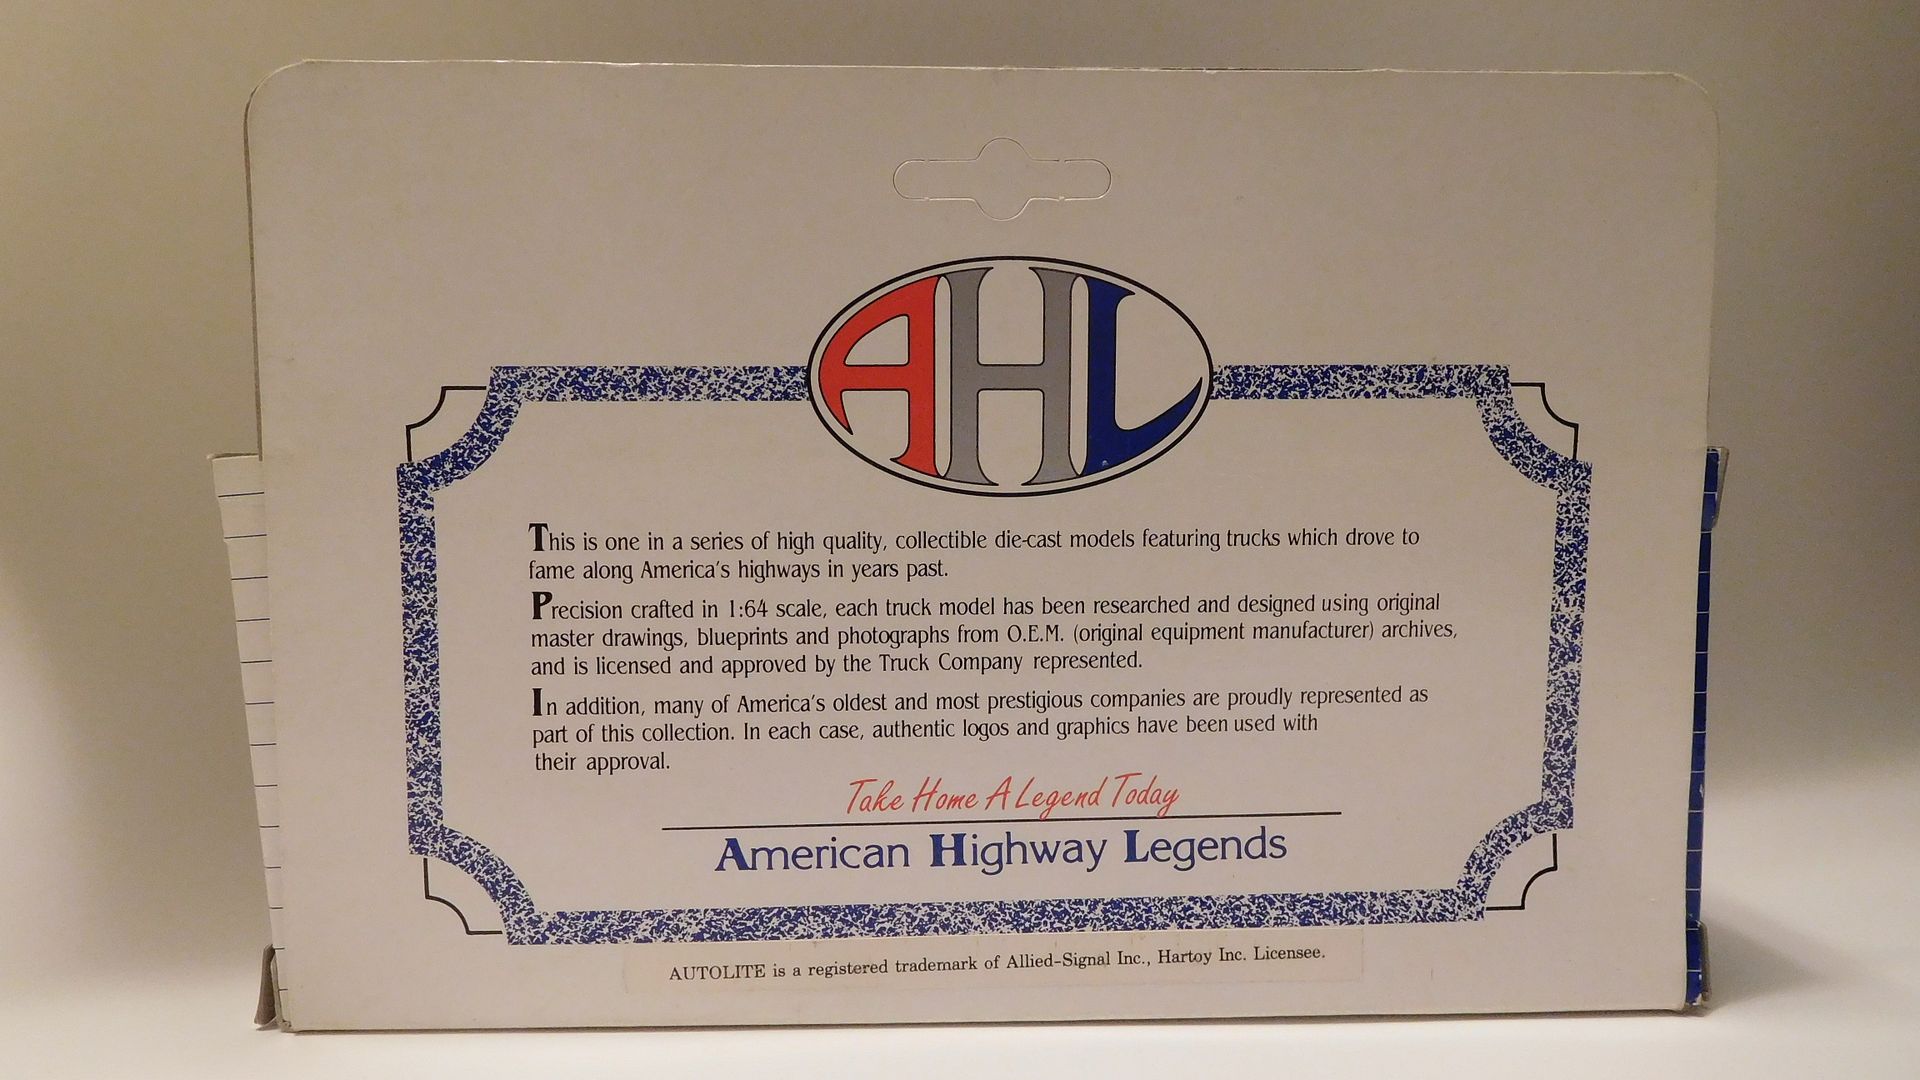 AHL
This is one in a series of high quality, collectible die-cast models featuring trucks which drove to
fame along America's highways in years past.
Precision crafted in 1:64 scale, each truck model has been researched and designed using original
master drawings, blueprints and photographs from O.E.M. (original equipment manufacturer) archives,
and is licensed and approved by the Truck Company represented.
In addition, many of America's oldest and most prestigious companies are proudly represented as
part of this collection. In each case, authentic logos and graphics have been used with
their approval.
Take Home A Legend Today
American Highway Legends
AUTOLITE is a registered trademark of Allied-Signal Inc., Hartoy Inc. Licensee.